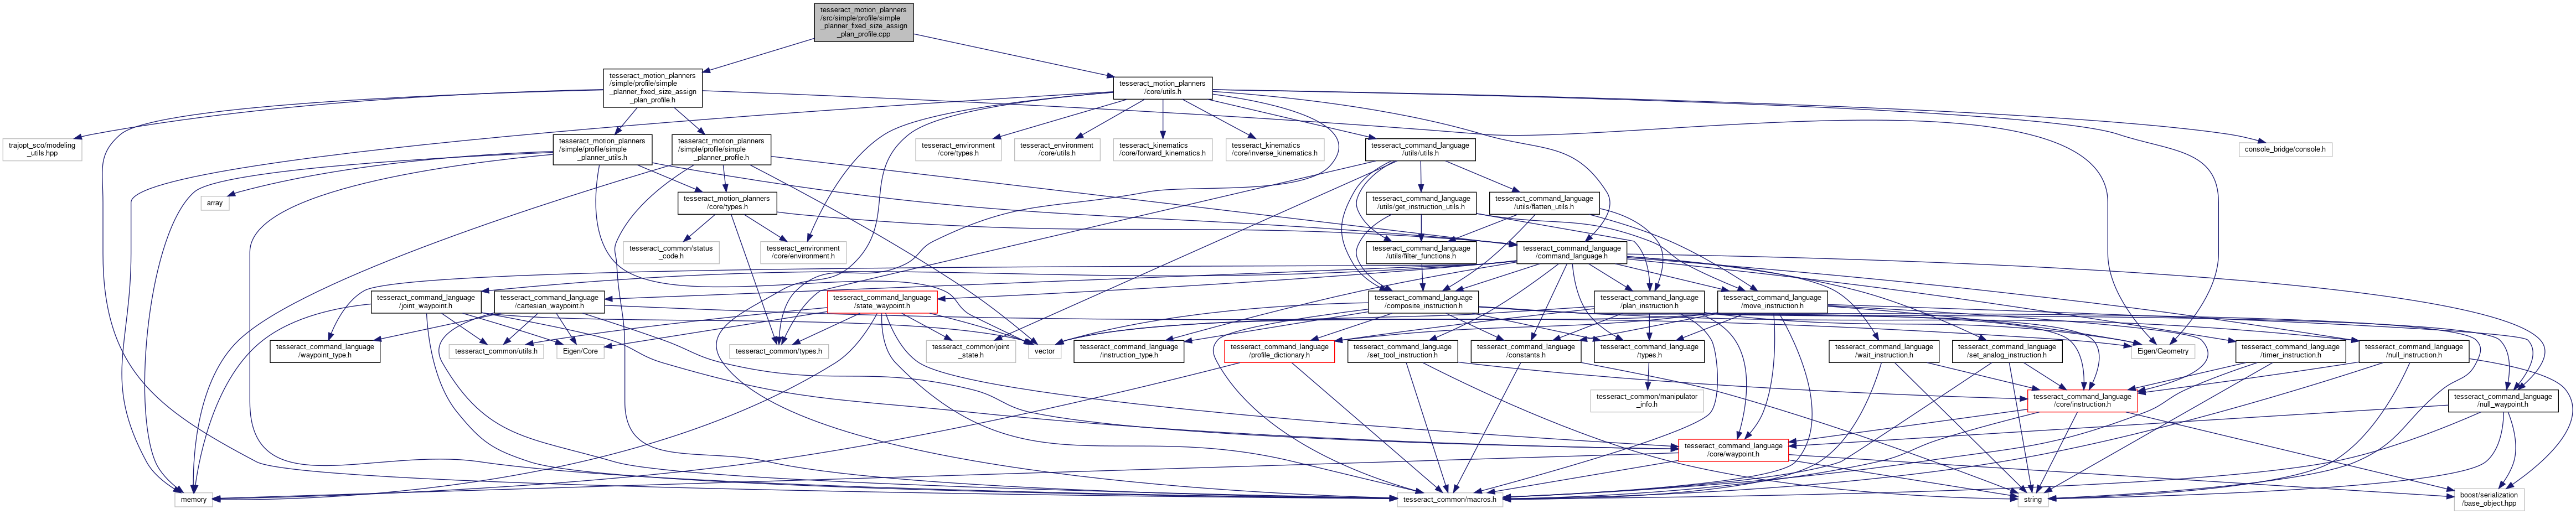 tesseract_motion_planners
/src/simple/profile/simple
_planner_fixed_size_assign
_plan_profile.cpp
tesseract_motion_planners
/simple/profile/simple
_planner_fixed_size_assign
_plan_profile.h
tesseract_motion_planners
/core/utils.h
trajopt_sco/modeling
_utils.hpp
tesseract_motion_planners
/simple/profile/simple
_planner_utils.h
tesseract_motion_planners
/simple/profile/simple
_planner_profile.h
tesseract_environment
/core/types.h
tesseract_environment
/core/utils.h
tesseract_kinematics
/core/forward_kinematics.h
tesseract_kinematics
/core/inverse_kinematics.h
tesseract_command_language
/utils/utils.h
console_bridge/console.h
array
tesseract_motion_planners
/core/types.h
tesseract_command_language
/utils/get_instruction_utils.h
tesseract_command_language
/utils/flatten_utils.h
tesseract_common/status
_code.h
tesseract_environment
/core/environment.h
tesseract_command_language
/utils/filter_functions.h
tesseract_command_language
/command_language.h
tesseract_command_language
/joint_waypoint.h
tesseract_command_language
/cartesian_waypoint.h
tesseract_command_language
/state_waypoint.h
tesseract_command_language
/composite_instruction.h
tesseract_command_language
/plan_instruction.h
tesseract_command_language
/move_instruction.h
tesseract_command_language
/waypoint_type.h
tesseract_common/utils.h
Eigen/Core
tesseract_common/types.h
tesseract_common/joint
_state.h
vector
tesseract_command_language
/instruction_type.h
tesseract_command_language
/profile_dictionary.h
tesseract_command_language
/set_tool_instruction.h
tesseract_command_language
/constants.h
tesseract_command_language
/types.h
tesseract_command_language
/wait_instruction.h
tesseract_command_language
/set_analog_instruction.h
Eigen/Geometry
tesseract_command_language
/timer_instruction.h
tesseract_command_language
/null_instruction.h
tesseract_common/manipulator
_info.h
tesseract_command_language
/core/instruction.h
tesseract_command_language
/null_waypoint.h
tesseract_command_language
/core/waypoint.h
memory
tesseract_common/macros.h
string
boost/serialization
/base_object.hpp